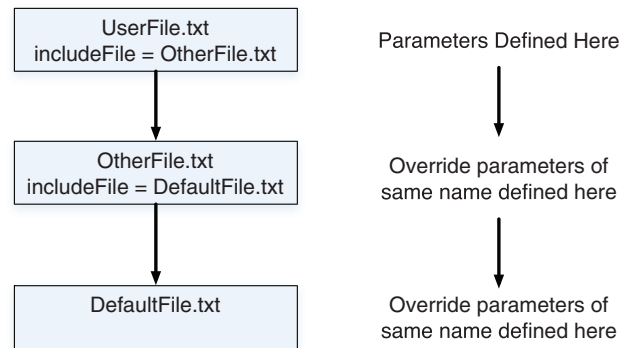 UserFile.txt
includeFile = OtherFile.txt
Parameters Defined Here
OtherFile.txt
includeFile = DefaultFile.txt
Override parameters of
same name defined here
DefaultFile.txt
Override parameters of
same name defined here